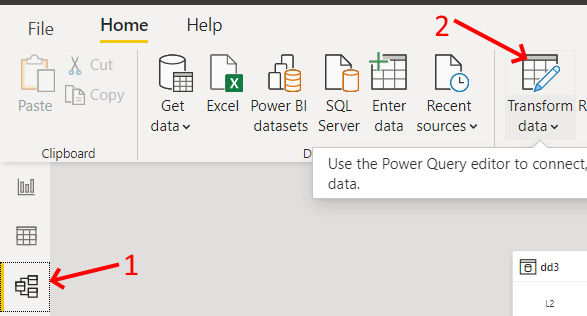 2
File Home Help
Cut
Copy
Paste
Get data
Excel
Power BI datasets
SQL Server
Enter data
Recent sources
Transform data
Clipboard
Use the Power Query editor to connect,
data.
1
dd3
L2